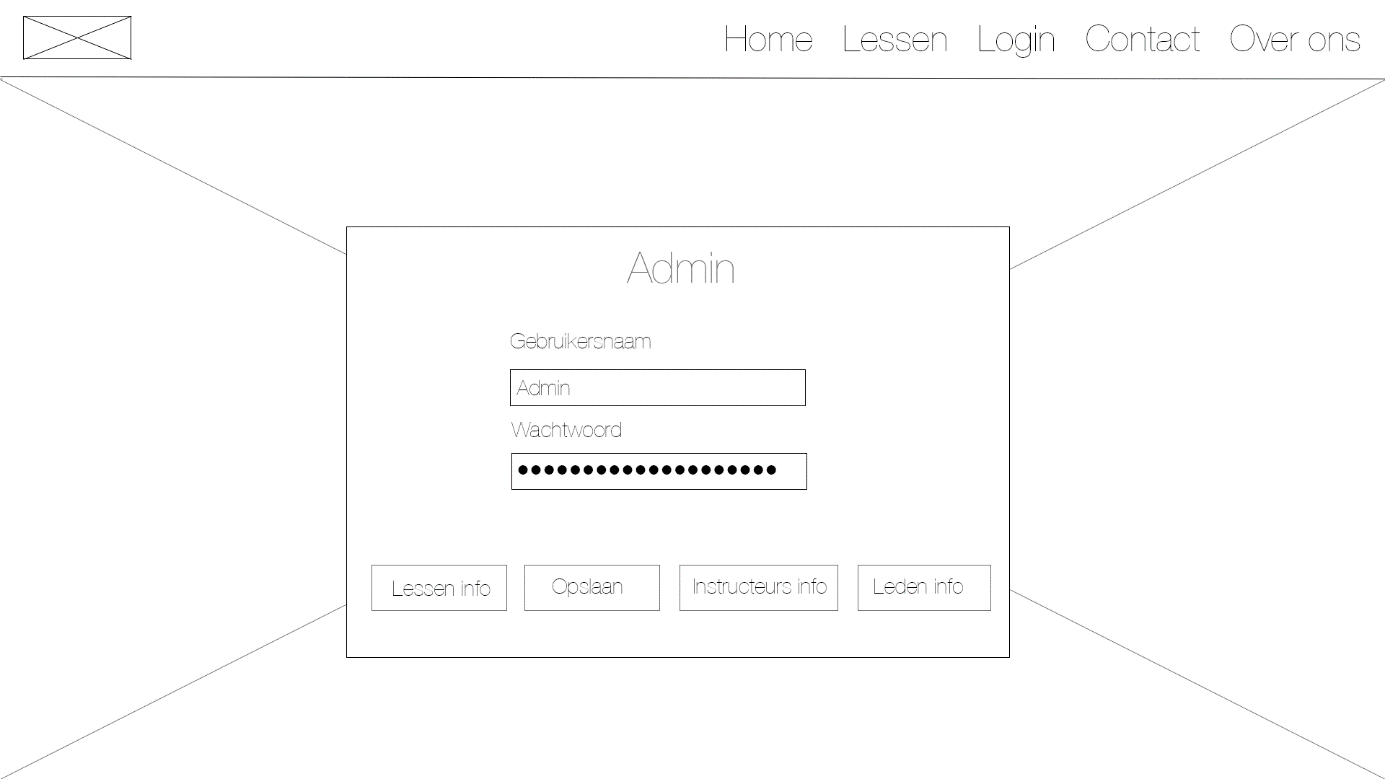 Home Lessen Login Contact Over ons
Admin
Gebruikersnaam
Admin
Wachtwoord
●●●●●●●●●●●●●●●●●●●●
Lessen info Opslaan Instructeurs info Leden info